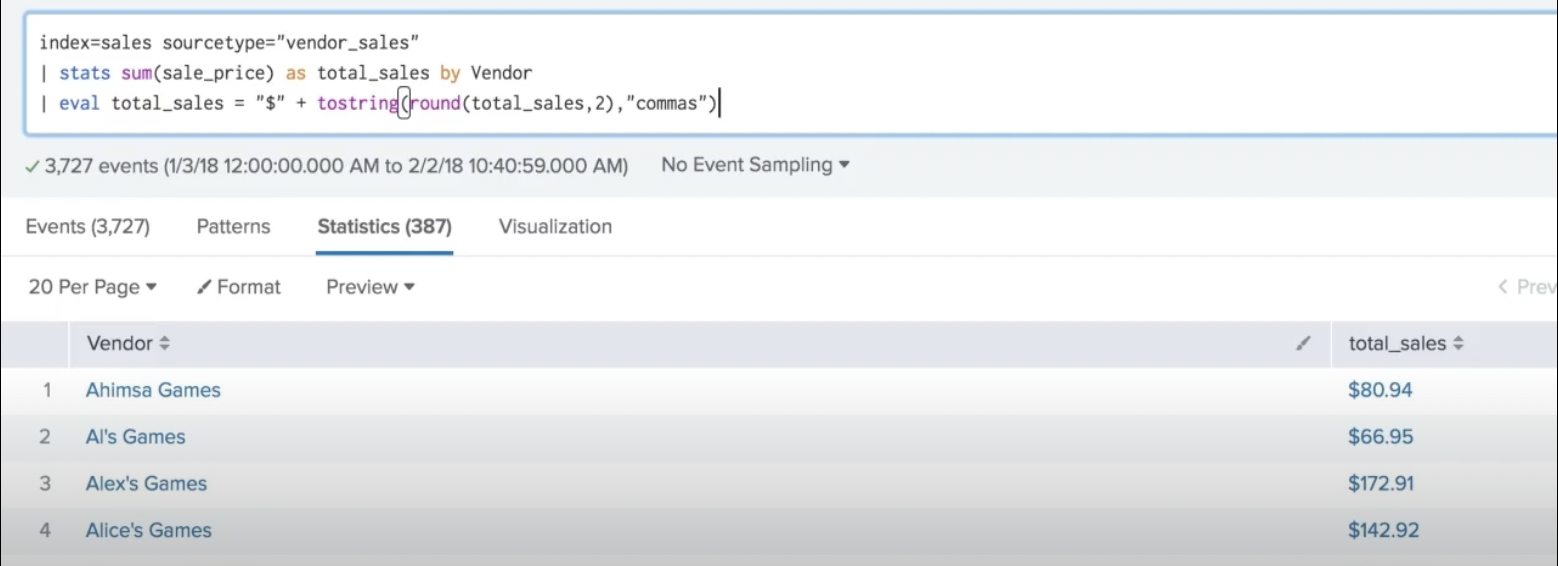 index=sales sourcetype="vendor_sales"
| stats sum(sale_price) as total_sales by Vendor
| eval total_sales = "$" + tostring(round(total_sales,2),"commas")
3,727 events (1/3/18 12:00:00.000 AM to 2/2/18 10:40:59.000 AM) No Event Sampling
Events (3,727) Patterns Statistics (387) Visualization
20 Per Page Format Preview < Prev
Vendor total_sales
1 Ahimsa Games $80.94
2 Al's Games $66.95
3 Alex's Games $172.91
4 Alice's Games $142.92